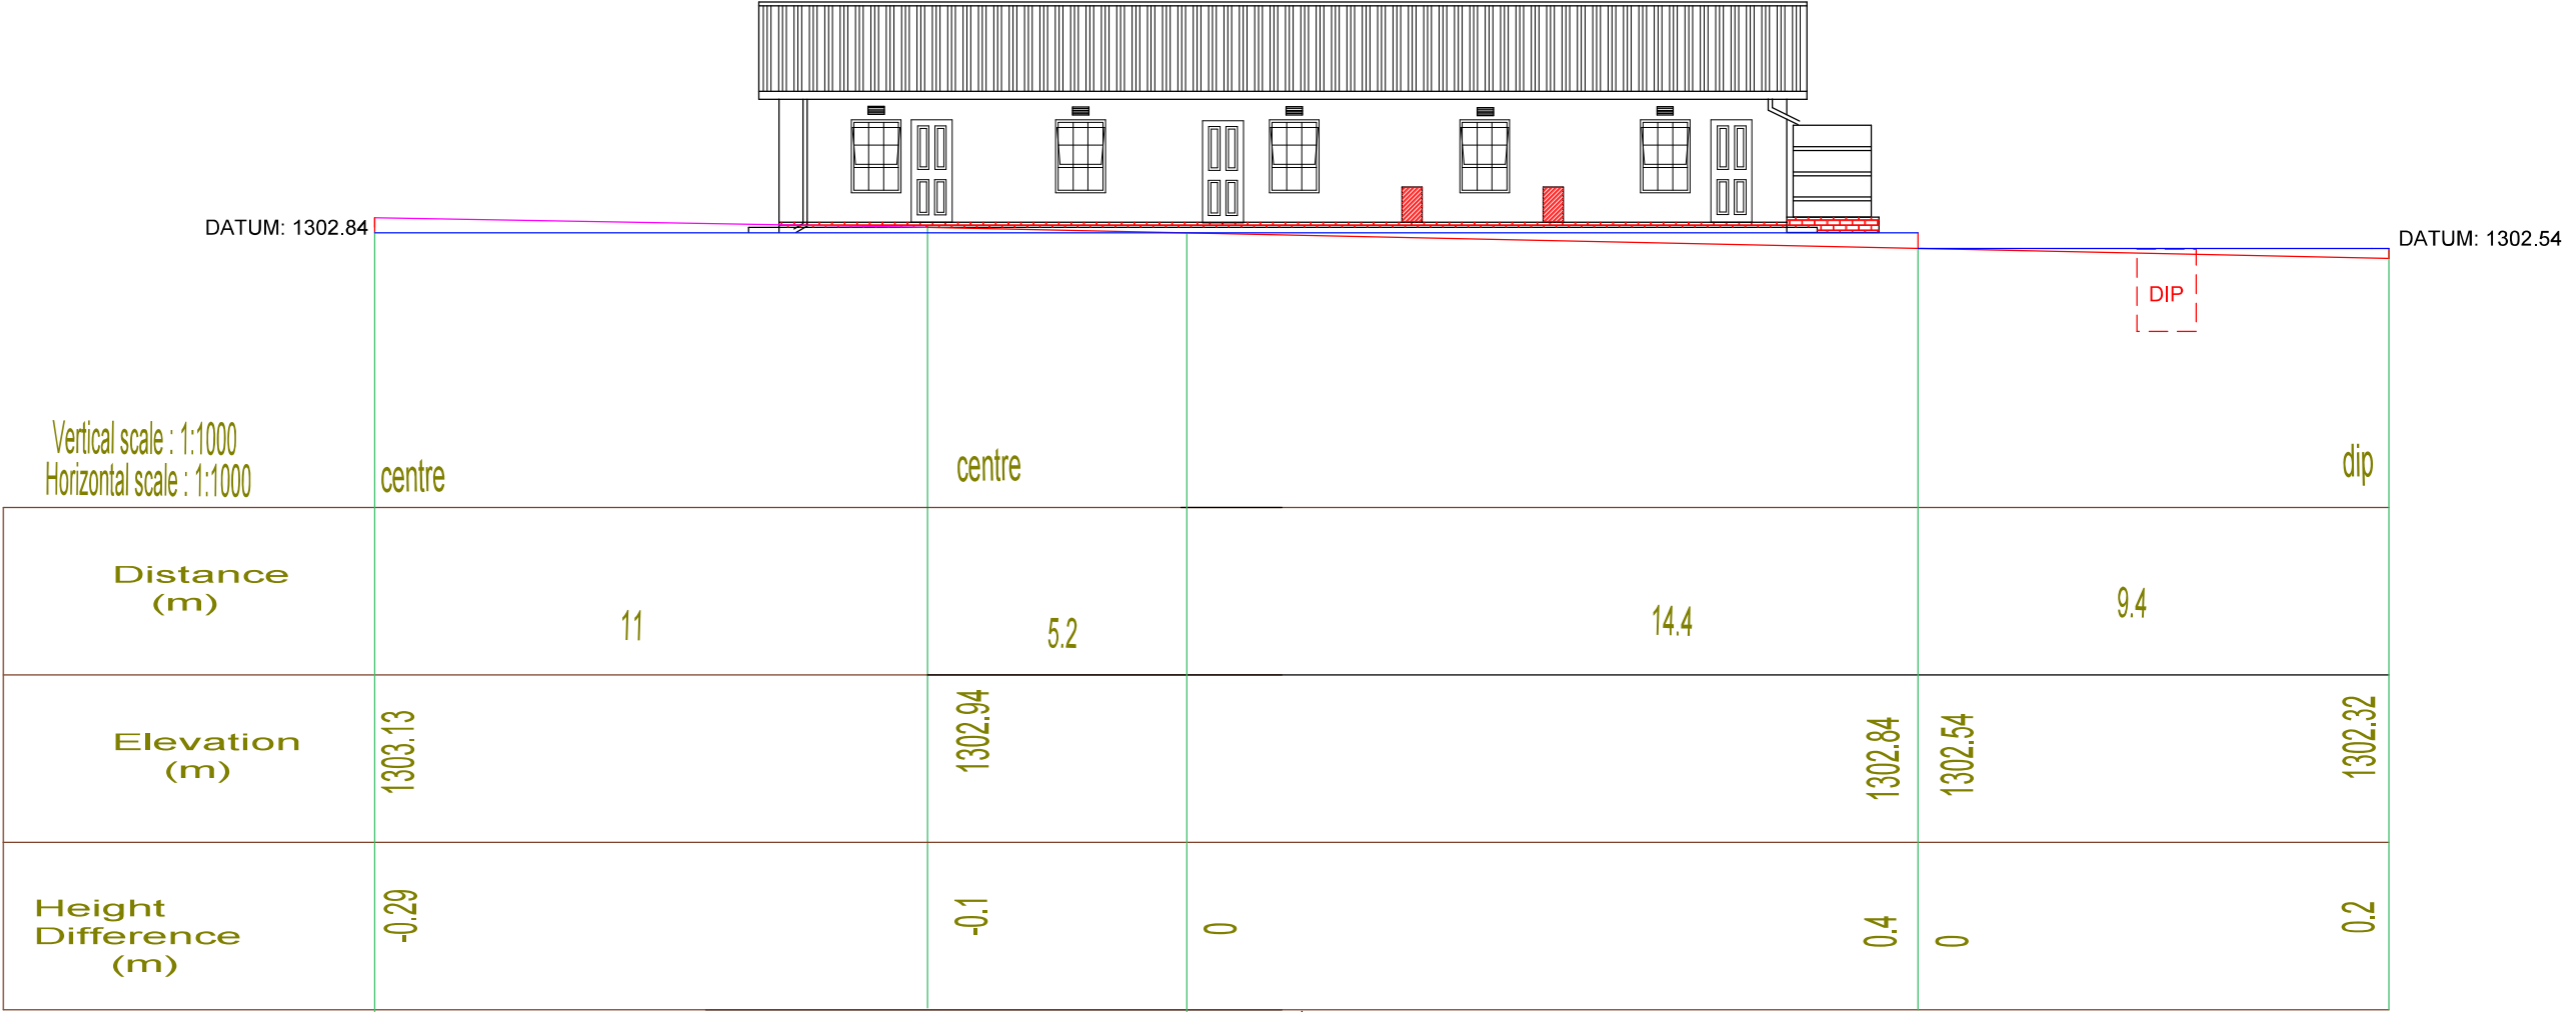 DATUM: 1302.84
DATUM: 1302.54
DIP
Vertical scale : 1:1000
Horizontal scale : 1:1000
centre
centre
dip
Distance
(m)
11
5.2
14.4
9.4
Elevation
(m)
1303.13
1302.94
1302.84
1302.54
1302.32
Height
Difference
(m)
-0.29
-0.1
0
0.4
0
0.2